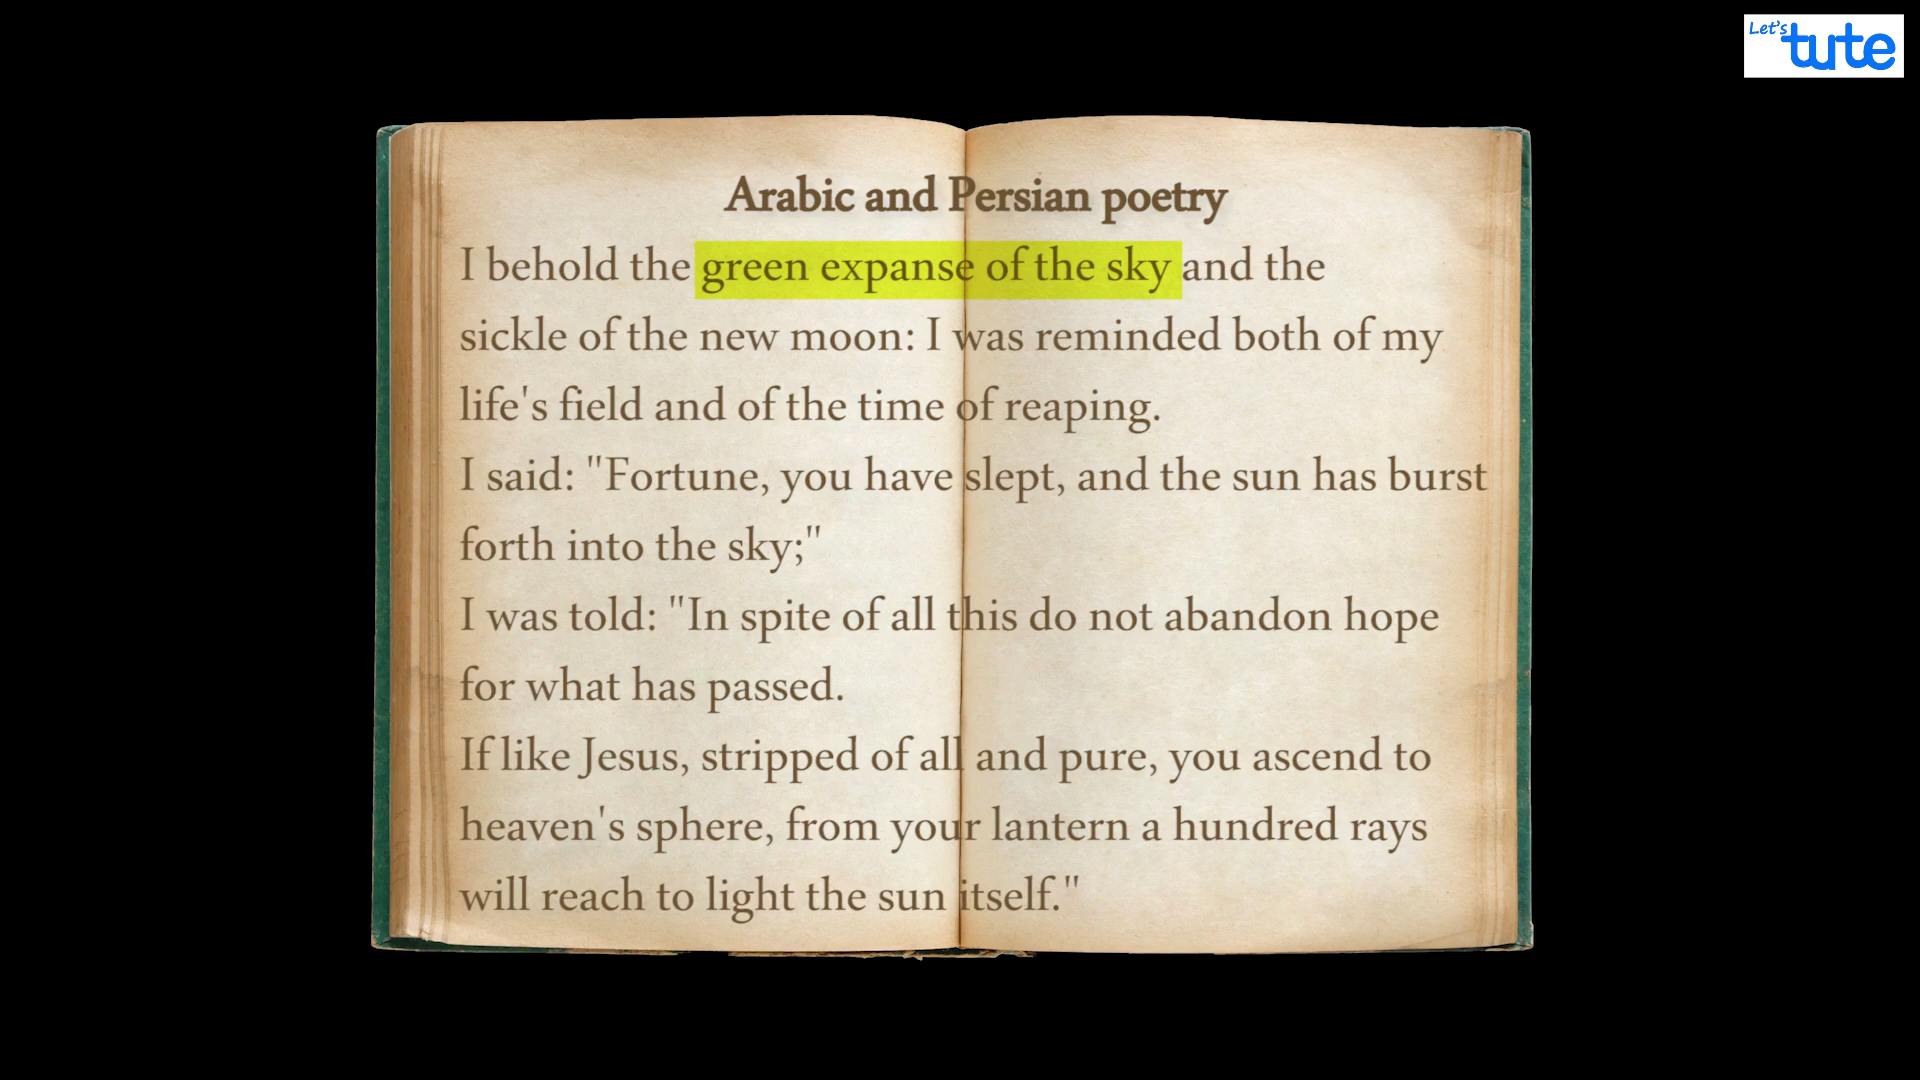 Let's tute
Arabic and Persian poetry
I behold the green expanse of the sky and the
sickle of the new moon: I was reminded both of my
life's field and of the time of reaping.
I said: "Fortune, you have slept, and the sun has burst
forth into the sky;"
I was told: "In spite of all this do not abandon hope
for what has passed.
If like Jesus, stripped of all and pure, you ascend to
heaven's sphere, from your lantern a hundred rays
will reach to light the sun itself."